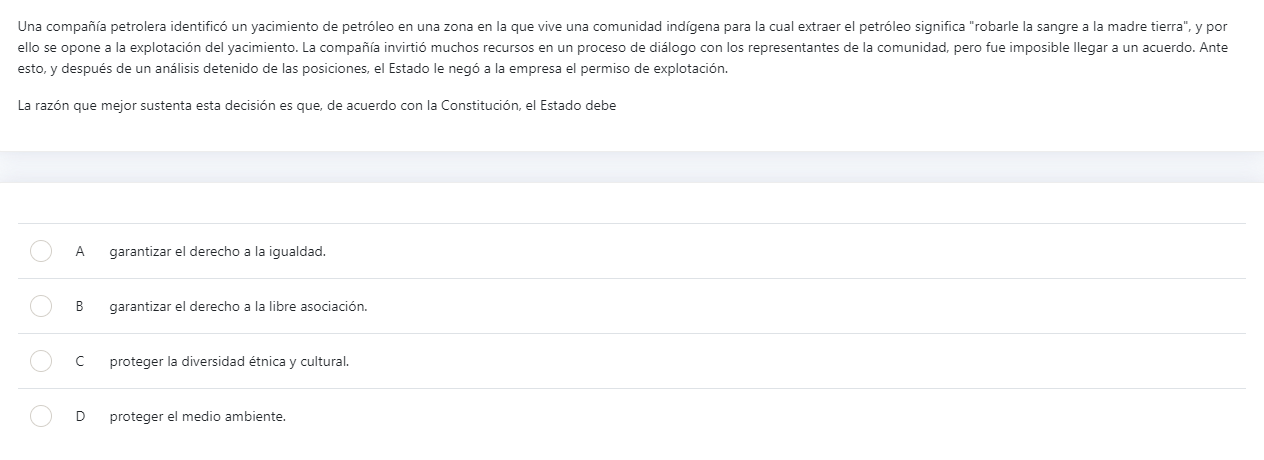 Una compañía petrolera identificó un yacimiento de petróleo en una zona en la que vive una comunidad indígena para la cual extraer el petróleo significa "robarle la sangre a la madre tierra", y por
ello se opone a la explotación del yacimiento. La compañía invirtió muchos recursos en un proceso de diálogo con los representantes de la comunidad, pero fue imposible llegar a un acuerdo. Ante
esto, y después de un análisis detenido de las posiciones, el Estado le negó a la empresa el permiso de explotación.
La razón que mejor sustenta esta decisión es que, de acuerdo con la Constitución, el Estado debe
A garantizar el derecho a la igualdad.
B garantizar el derecho a la libre asociación.
C proteger la diversidad étnica y cultural.
D proteger el medio ambiente.